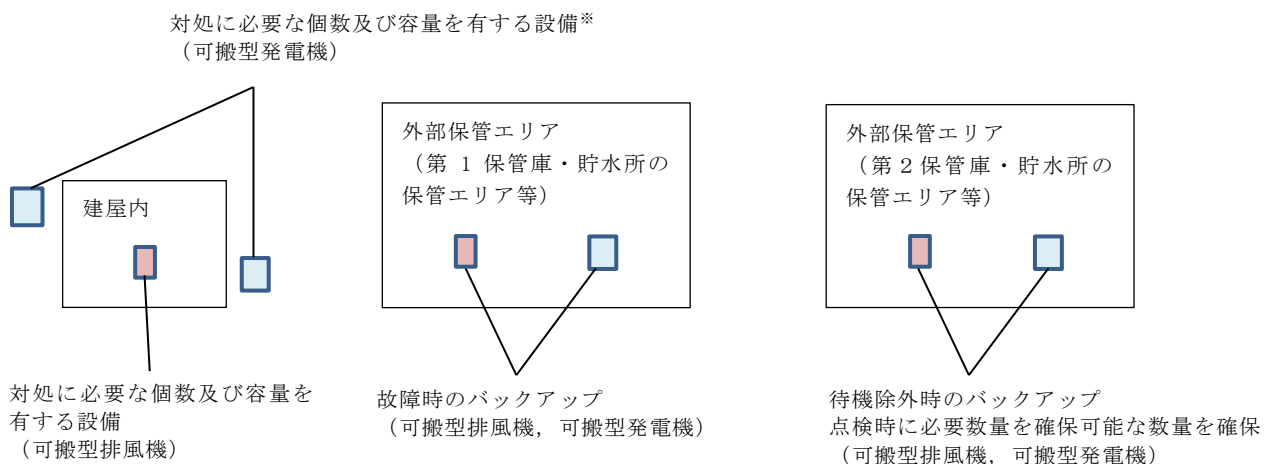 対処に必要な個数及び容量を有する設備※
（可搬型発電機）
建屋内
対処に必要な個数及び容量を
有する設備
（可搬型排風機）
外部保管エリア
（第 1 保管庫・貯水所の
保管エリア等）
故障時のバックアップ
（可搬型排風機，可搬型発電機）
外部保管エリア
（第２保管庫・貯水所の
保管エリア等）
待機除外時のバックアップ
点検時に必要数量を確保可能な数量を確保
（可搬型排風機，可搬型発電機）